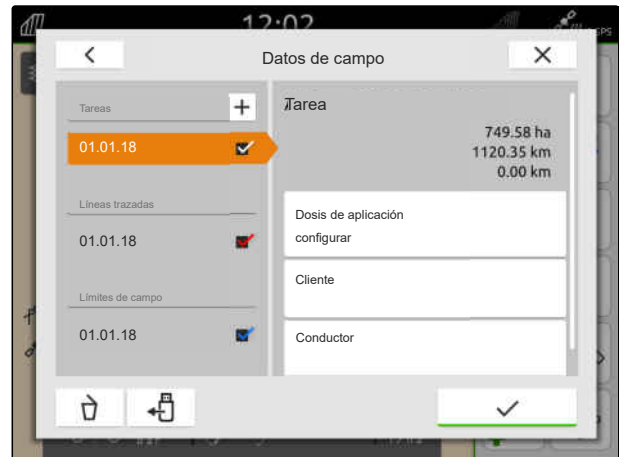 12:02
GPS
Datos de campo
Tareas
01.01.18
Líneas trazadas
01.01.18
Límites de campo
01.01.18
Tarea
749.58 ha
1120.35 km
0.00 km
Dosis de aplicación
configurar
Cliente
Conductor